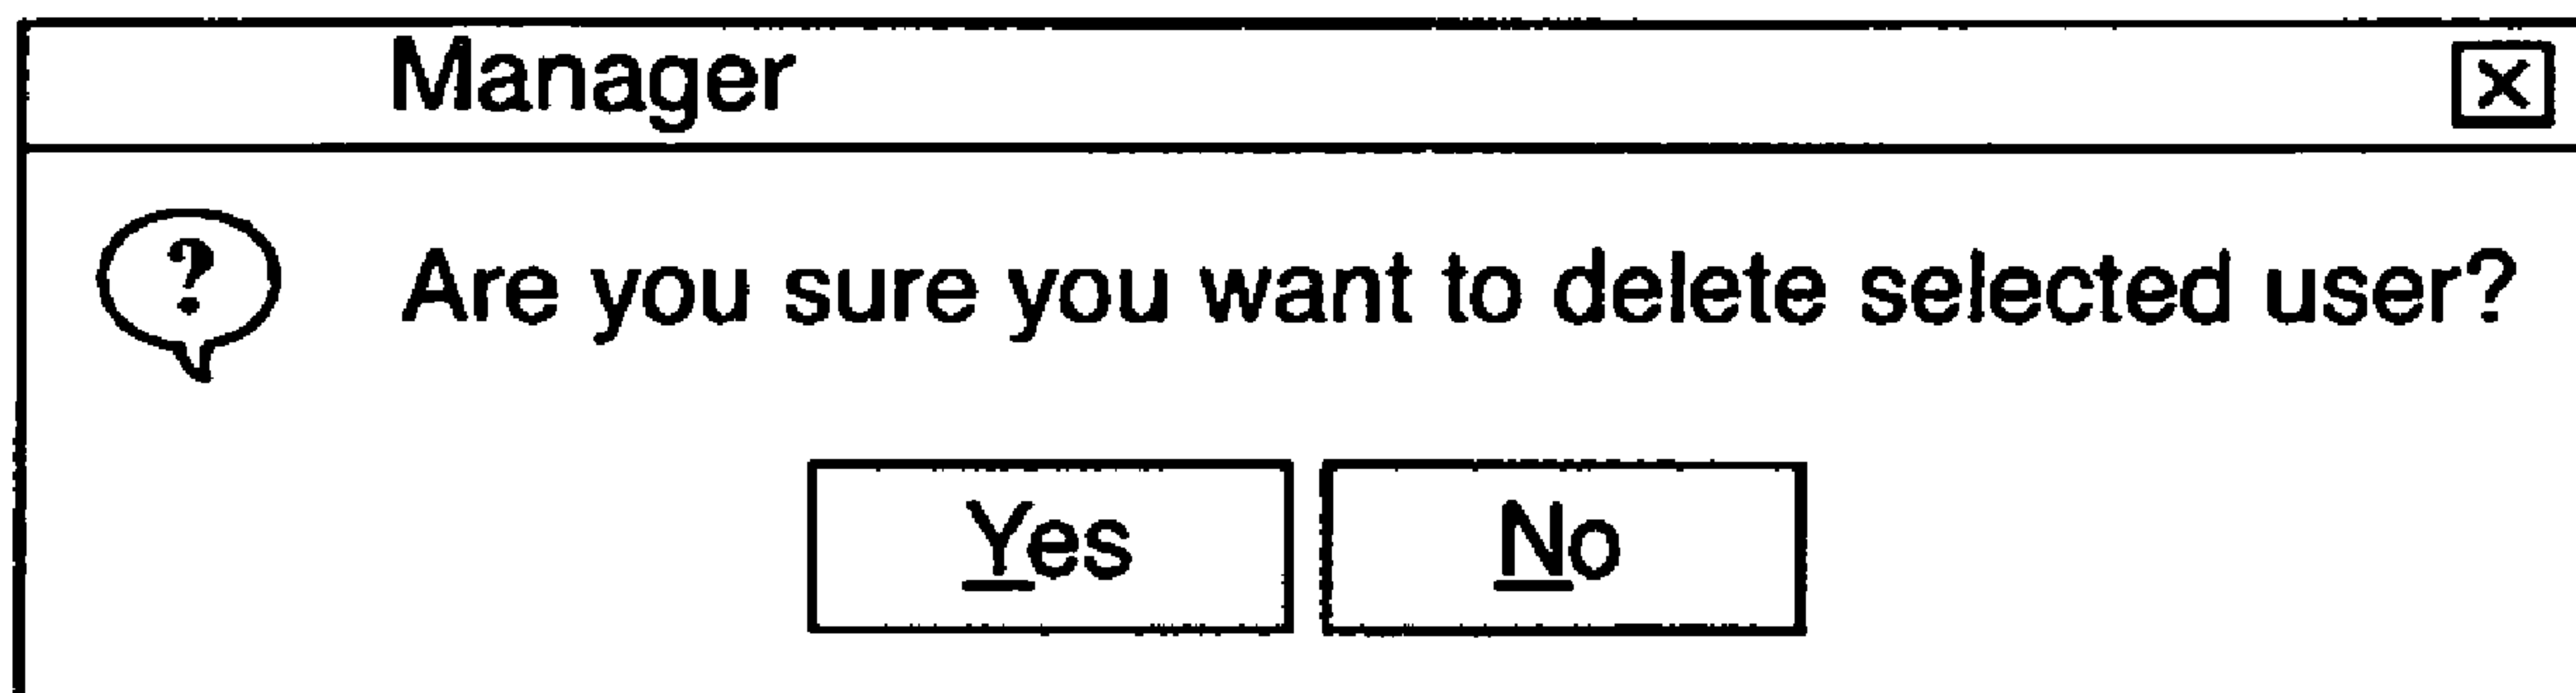 Manager
X
? Are you sure you want to delete selected user?
Yes No